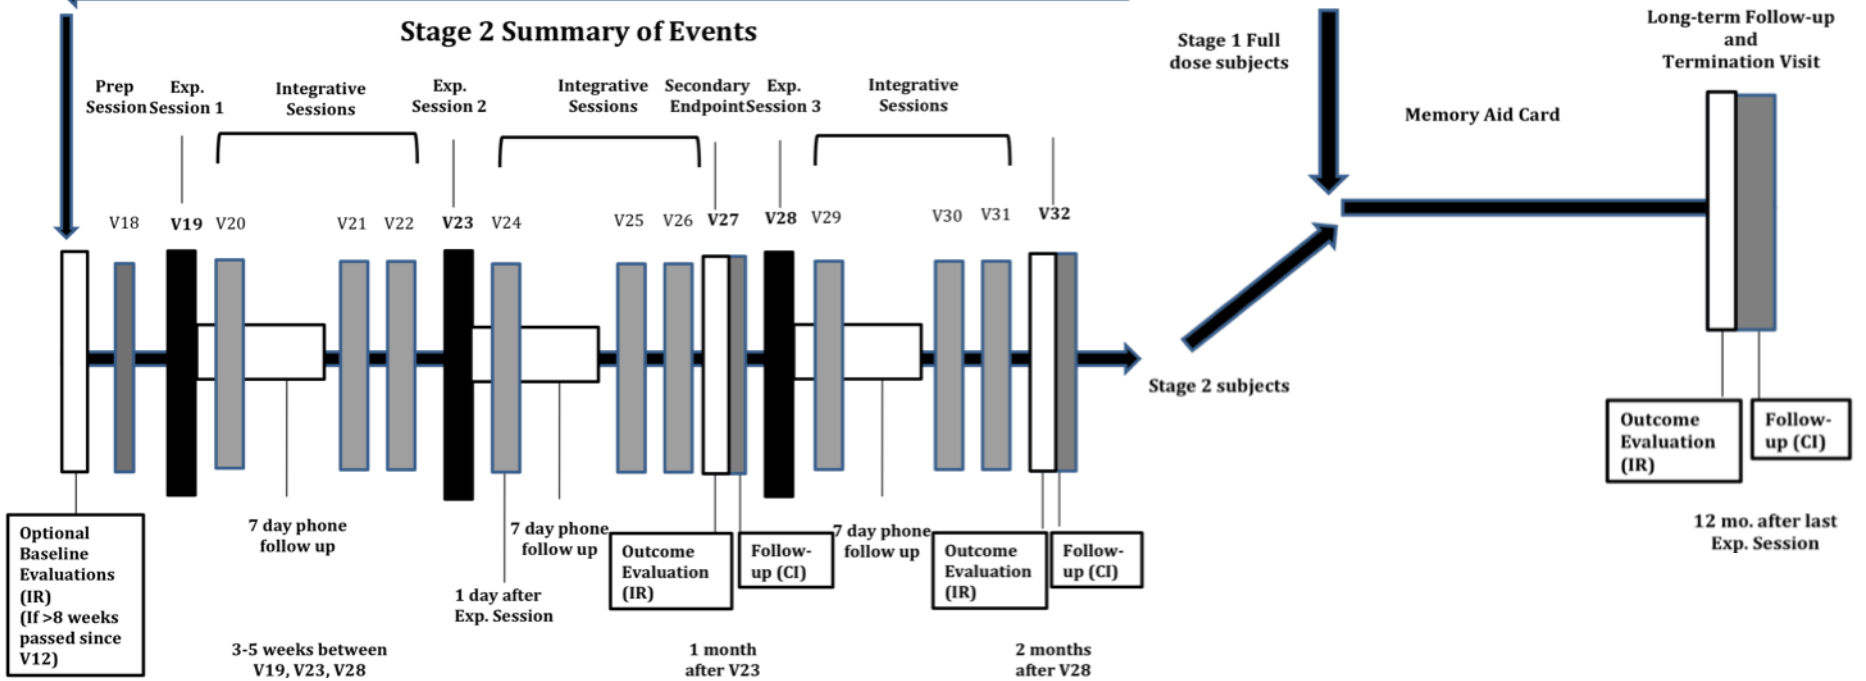 Stage 2 Summary of Events
Prep
Session
Exp.
Session 1
Integrative
Sessions
Exp.
Session 2
Integrative
Sessions
Secondary
Endpoint
Exp.
Session 3
Integrative
Sessions
Stage 1 Full
dose subjects
Memory Aid Card
Long-term Follow-up
and
Termination Visit
V18
V19
V20
V21
V22
V23
V24
V25
V26
V27
V28
V29
V30
V31
V32
Stage 2 subjects
Optional
Baseline
Evaluations
(IR)
(If >8 weeks
passed since
V12)
7 day phone
follow up
1 day after
Exp. Session
7 day phone
follow up
Outcome
Evaluation
(IR)
Follow-
up (CI)
7 day phone
follow up
Outcome
Evaluation
(IR)
Follow-
up (CI)
Outcome
Evaluation
(IR)
Follow-
up (CI)
3-5 weeks between
V19, V23, V28
1 month
after V23
2 months
after V28
12 mo. after last
Exp. Session